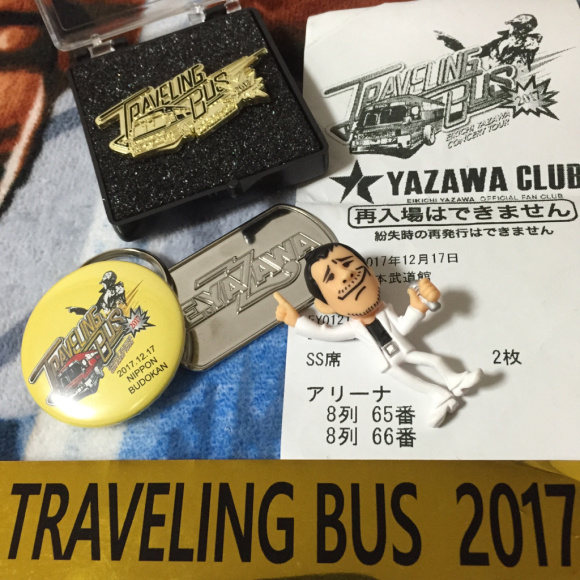 TRAVELING
BUS
2017
TRAVELING
BUS
2017
EIKICHI YAZAWA
CONCERT TOUR
YAZAWA CLUB
EIKICHI YAZAWA OFFICIAL FAN CLUB
再入場はできません
紛失時の再発行はできません
2017年12月17日
本武道館
SS席 2枚
アリーナ
8列 65番
8列 66番
E.YAZAWA
TRAVELING
BUS
2017
2017.12.17
NIPPON
BUDOKAN
TRAVELING BUS 2017